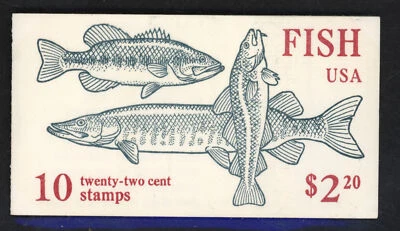 FISH
USA
10 twenty-two cent
stamps
$2.20